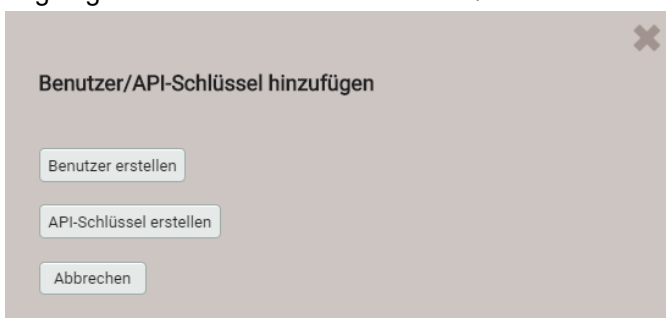 Benutzer/API-Schlüssel hinzufügen
Benutzer erstellen
API-Schlüssel erstellen
Abbrechen